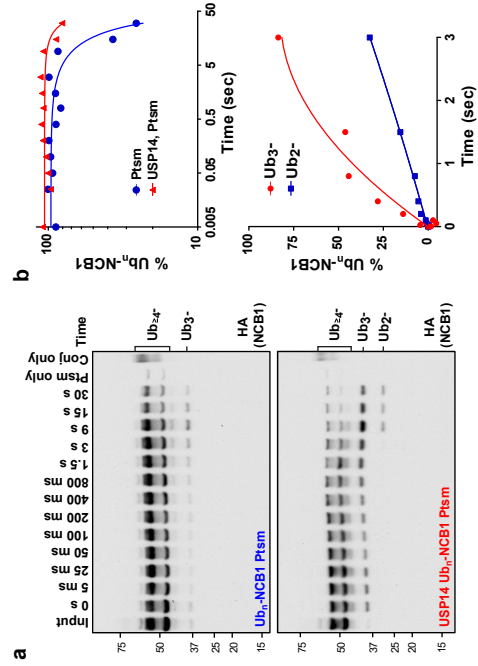 a
Input
0 s
5 ms
25 ms
50 ms
100 ms
200 ms
400 ms
800 ms
1.5 s
3 s
9 s
15 s
30 s
Ptsm only
Conj only
Time
75
50
37
25
20
15
Ub≥4-
Ub3-
HA
(NCB1)
Ubn-NCB1 Ptsm
75
50
37
25
20
15
Ub≥4-
Ub3-
Ub2-
HA
(NCB1)
USP14 Ubn-NCB1 Ptsm
b
% Ubn-NCB1
100
10
Ptsm
USP14, Ptsm
0.005
0.05
0.5
5
50
Time (sec)
% Ubn-NCB1
100
75
50
25
0
Ub3-
Ub2-
0
1
2
3
Time (sec)